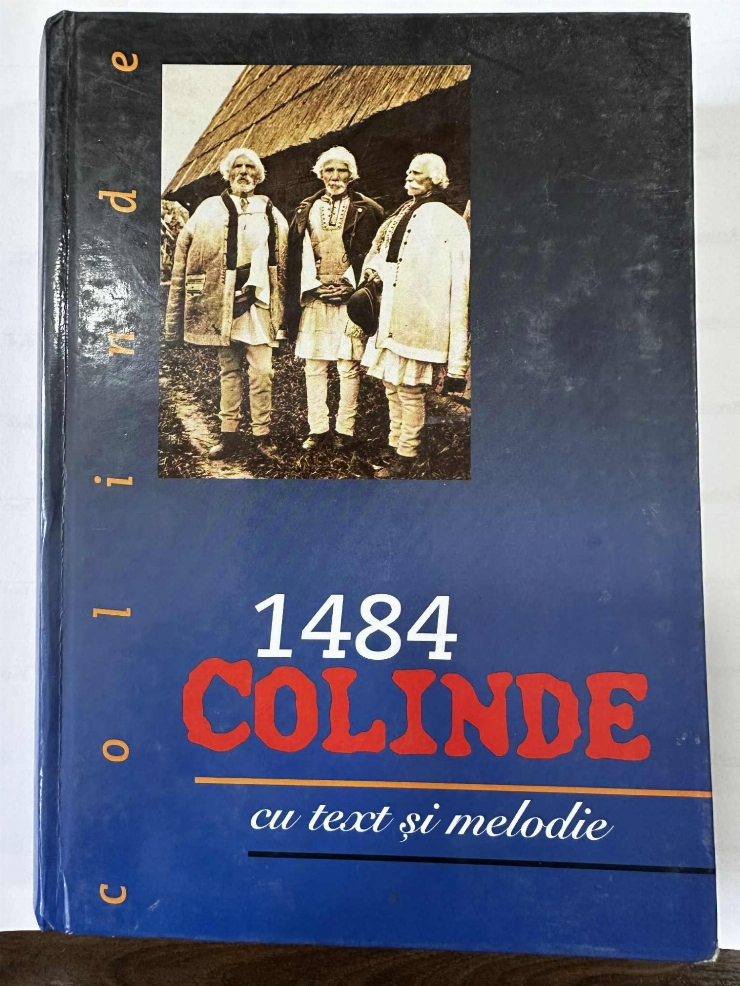 colinde
1484
COLINDE
cu text și melodie